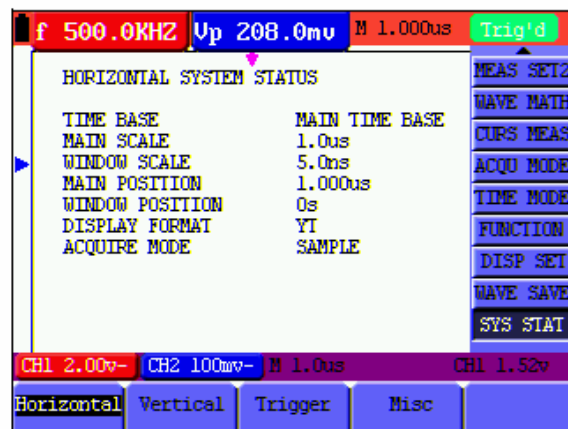 f 500.0KHZ Vp 208.0mv M 1.000us Trig'd
HORIZONTAL SYSTEM STATUS
TIME BASE MAIN TIME BASE
MAIN SCALE 1.0us
WINDOW SCALE 5.0ns
MAIN POSITION 1.000us
WINDOW POSITION 0s
DISPLAY FORMAT YT
ACQUIRE MODE SAMPLE
MEAS SET2
WAVE MATH
CURS MEAS
ACQU MODE
TIME MODE
FUNCTION
DISP SET
WAVE SAVE
SYS STAT
CH1 2.00v- CH2 100mv- M 1.0us CH1 1.52v
Horizontal Vertical Trigger Misc